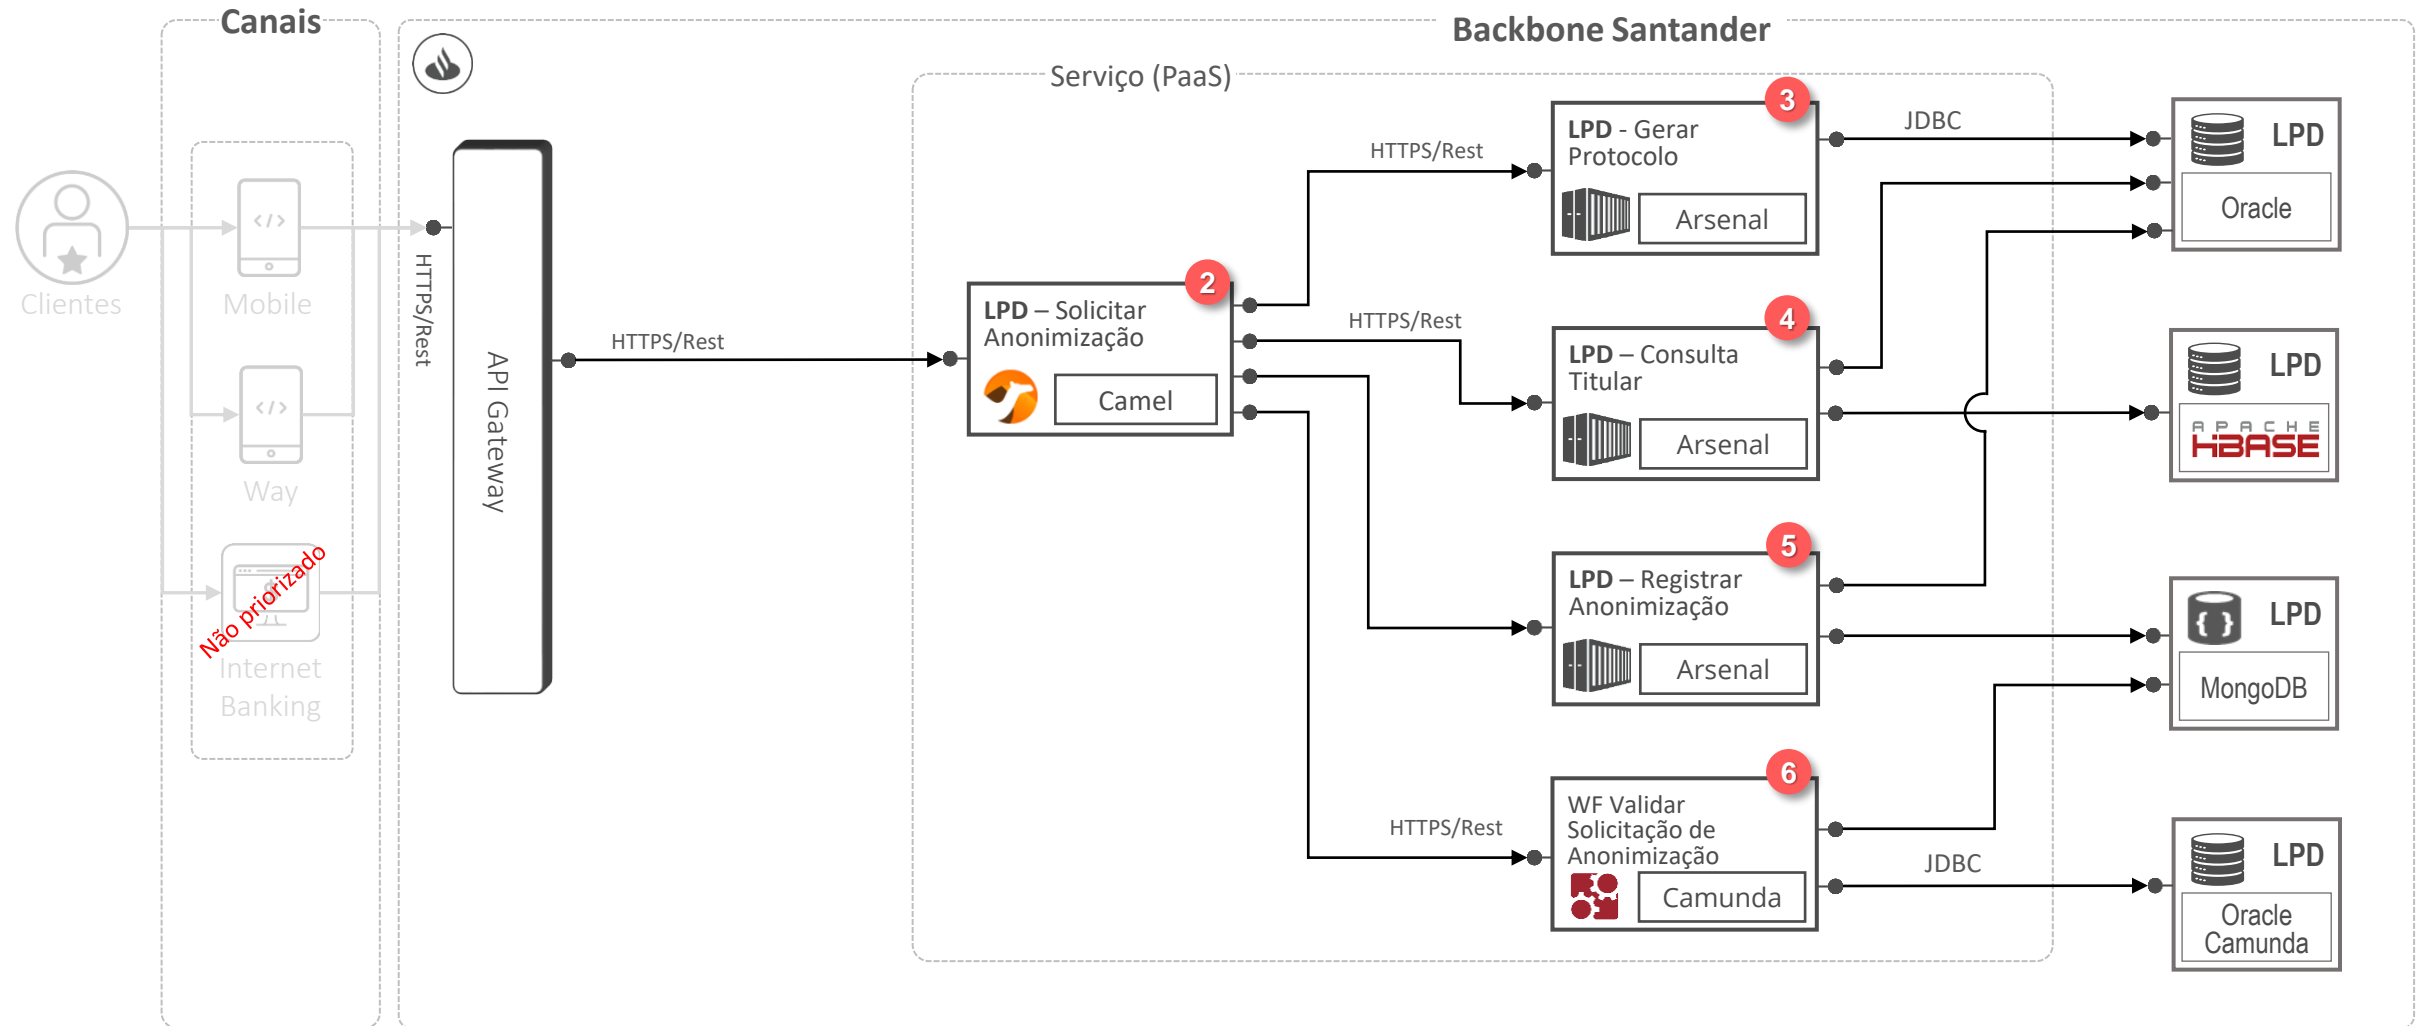 Canais
Backbone Santander
Serviço (PaaS)
Clientes
Mobile
</>
Way
</>
Não priorizado
Internet
Banking
HTTPS/Rest
API Gateway
HTTPS/Rest
2
LPD – Solicitar
Anonimização
Camel
HTTPS/Rest
HTTPS/Rest
HTTPS/Rest
3
LPD - Gerar
Protocolo
Arsenal
4
LPD – Consulta
Titular
Arsenal
5
LPD – Registrar
Anonimização
Arsenal
6
WF Validar
Solicitação de
Anonimização
Camunda
JDBC
JDBC
LPD
Oracle
LPD
APACHE
HBASE
{ }
LPD
MongoDB
LPD
Oracle
Camunda